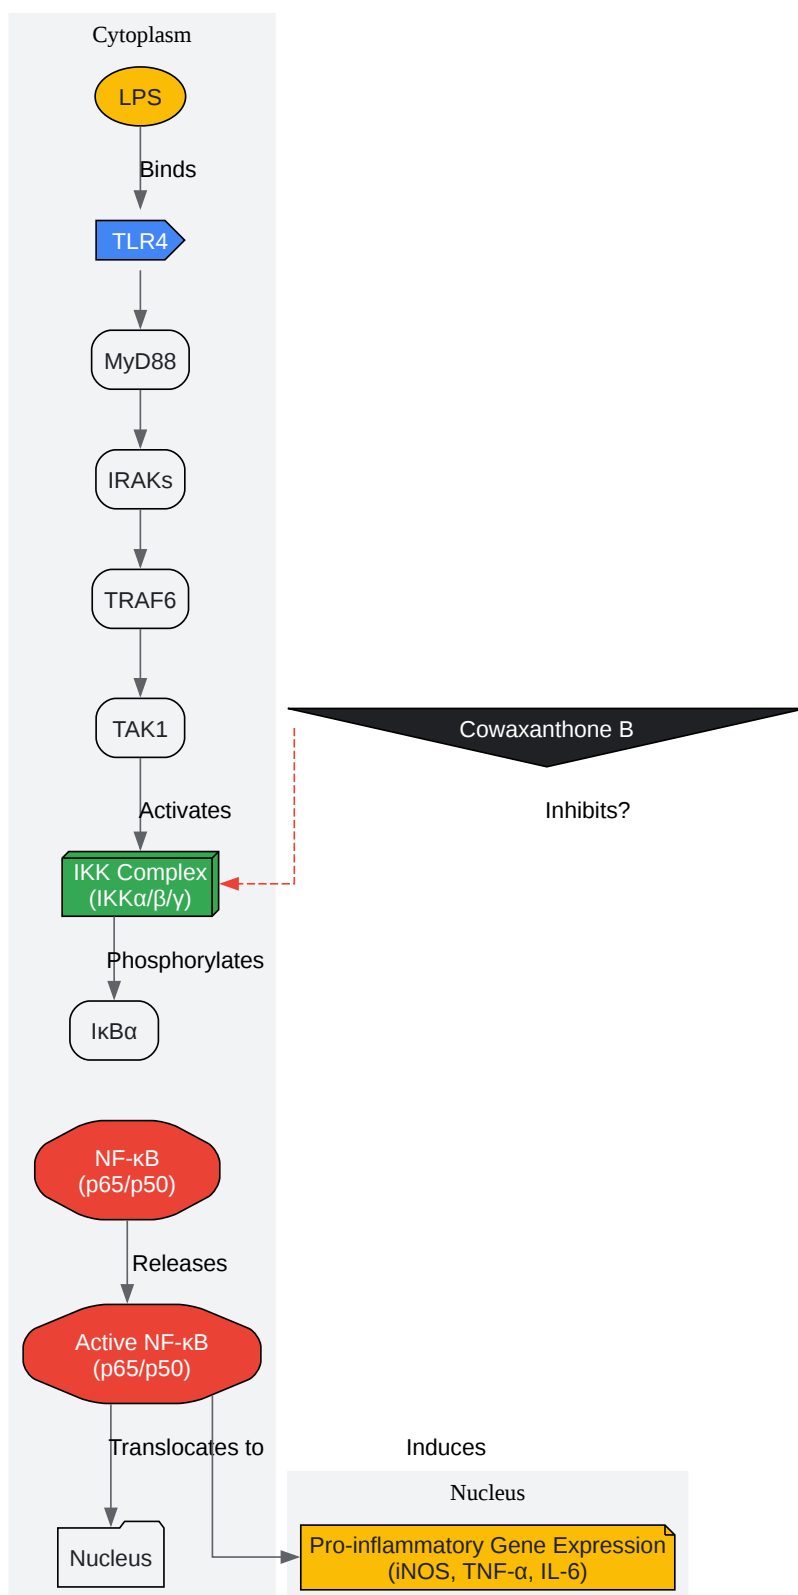 Cytoplasm
LPS
Binds
TLR4
MyD88
IRAKs
TRAF6
TAK1
Cowaxanthone B
Activates
Inhibits?
IKK Complex
(IKKα/β/γ)
Phosphorylates
IκBα
NF-κB
(p65/p50)
Releases
Active NF-κB
(p65/p50)
Translocates to
Induces
Nucleus
Nucleus
Pro-inflammatory Gene Expression
(iNOS, TNF-α, IL-6)